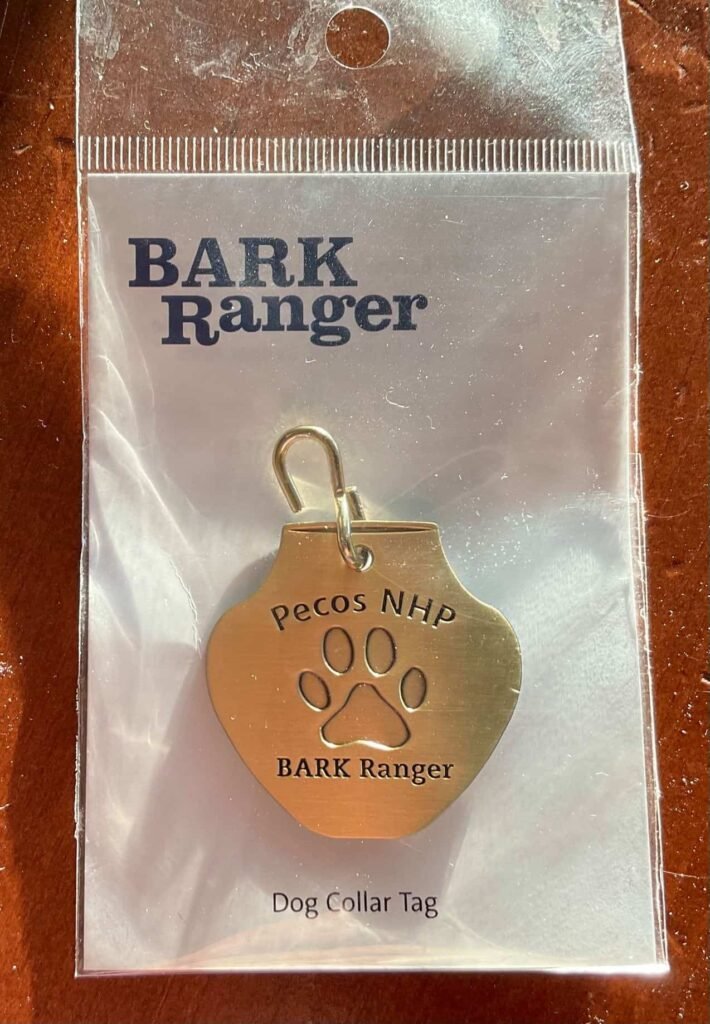 BARK
Ranger
Pecos NHP
BARK Ranger
Dog Collar Tag